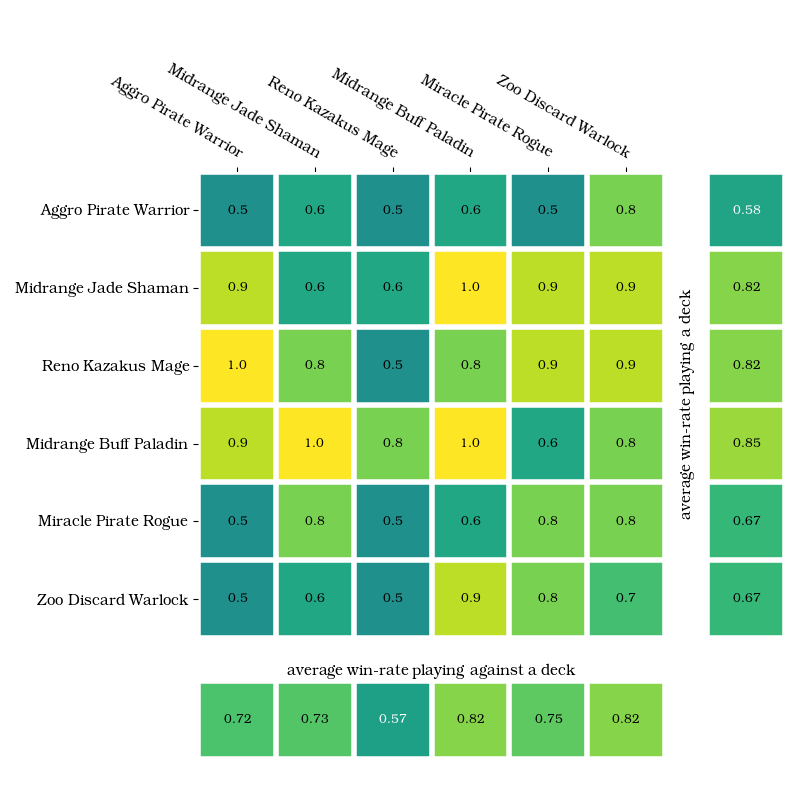 Aggro Pirate Warrior
Midrange Jade Shaman
Reno Kazakus Mage
Midrange Buff Paladin
Miracle Pirate Rogue
Zoo Discard Warlock
Aggro Pirate Warrior 0.5 0.6 0.5 0.6 0.5 0.8 0.58
Midrange Jade Shaman 0.9 0.6 0.6 1.0 0.9 0.9 0.82
Reno Kazakus Mage 1.0 0.8 0.5 0.8 0.9 0.9 0.82
Midrange Buff Paladin 0.9 1.0 0.8 1.0 0.6 0.8 0.85
Miracle Pirate Rogue 0.5 0.8 0.5 0.6 0.8 0.8 0.67
Zoo Discard Warlock 0.5 0.6 0.5 0.9 0.8 0.7 0.67
average win-rate playing a deck
average win-rate playing against a deck
0.72 0.73 0.57 0.82 0.75 0.82